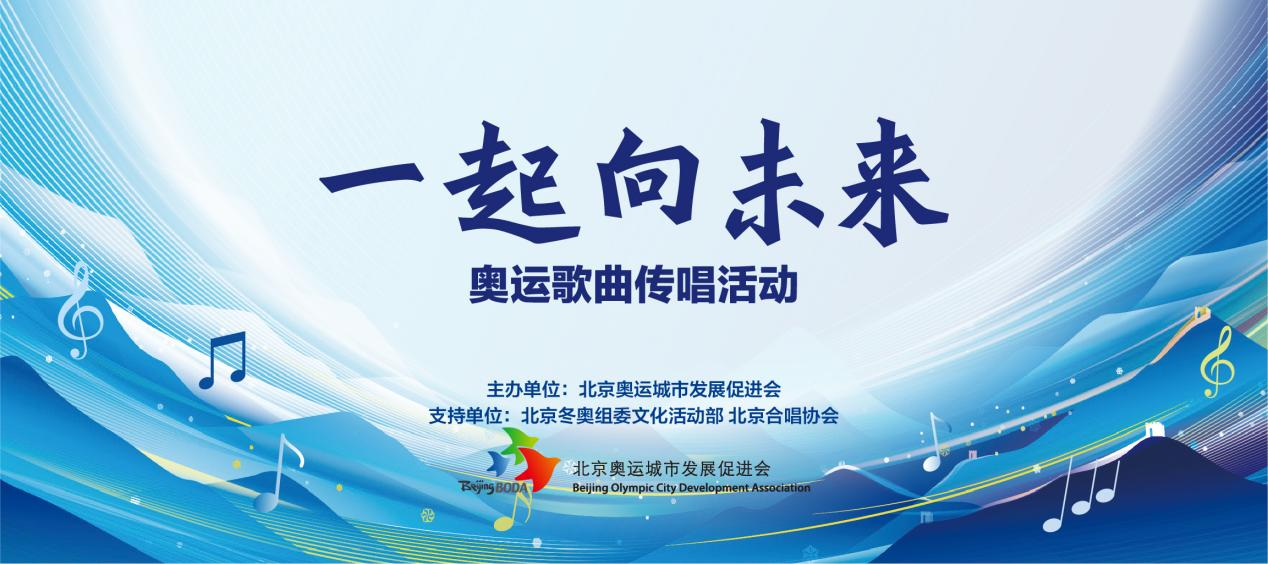 一起向未来
奥运歌曲传唱活动
主办单位：北京奥运城市发展促进会
支持单位：北京冬奥组委文化活动部 北京合唱协会
Beijing BODA
北京奥运城市发展促进会
Beijing Olympic City Development Association